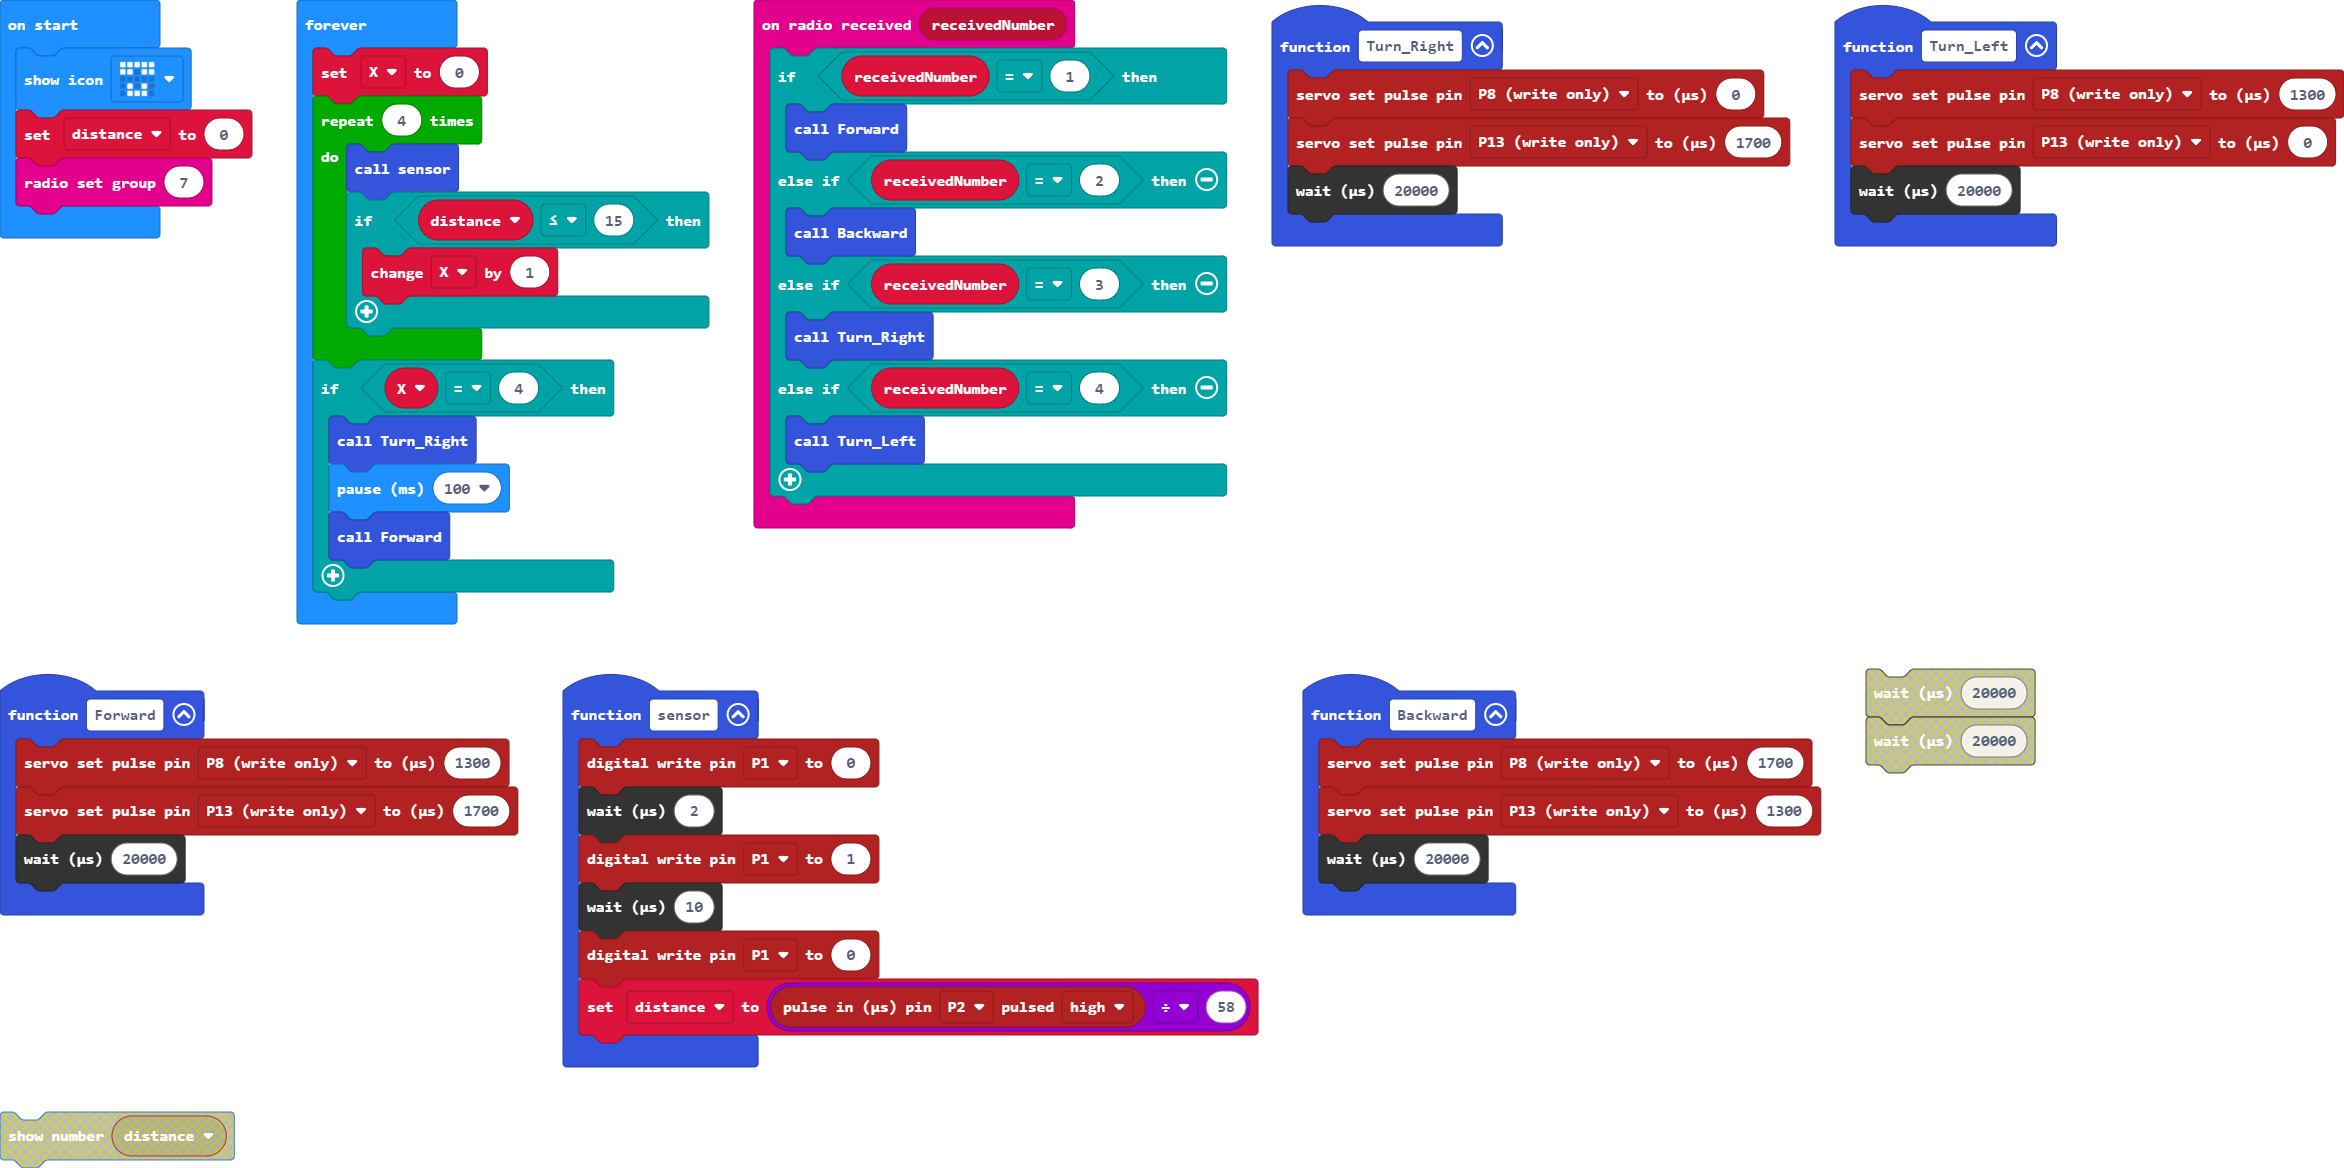 on start
show icon
set distance to 0
radio set group 7
forever
set X to 0
repeat 4 times
do
call sensor
if distance ≤ 15 then
change X by 1
if X = 4 then
call Turn_Right
pause (ms) 100
call Forward
on radio received receivedNumber
if receivedNumber = 1 then
call Forward
else if receivedNumber = 2 then
call Backward
else if receivedNumber = 3 then
call Turn_Right
else if receivedNumber = 4 then
call Turn_Left
function Turn_Right
servo set pulse pin P8 (write only) to (µs) 0
servo set pulse pin P13 (write only) to (µs) 1700
wait (µs) 20000
function Turn_Left
servo set pulse pin P8 (write only) to (µs) 1300
servo set pulse pin P13 (write only) to (µs) 0
wait (µs) 20000
function Forward
servo set pulse pin P8 (write only) to (µs) 1300
servo set pulse pin P13 (write only) to (µs) 1700
wait (µs) 20000
function sensor
digital write pin P1 to 0
wait (µs) 2
digital write pin P1 to 1
wait (µs) 10
digital write pin P1 to 0
set distance to pulse in (µs) pin P2 pulsed high ÷ 58
function Backward
servo set pulse pin P8 (write only) to (µs) 1700
servo set pulse pin P13 (write only) to (µs) 1300
wait (µs) 20000
wait (µs) 20000
wait (µs) 20000
show number distance